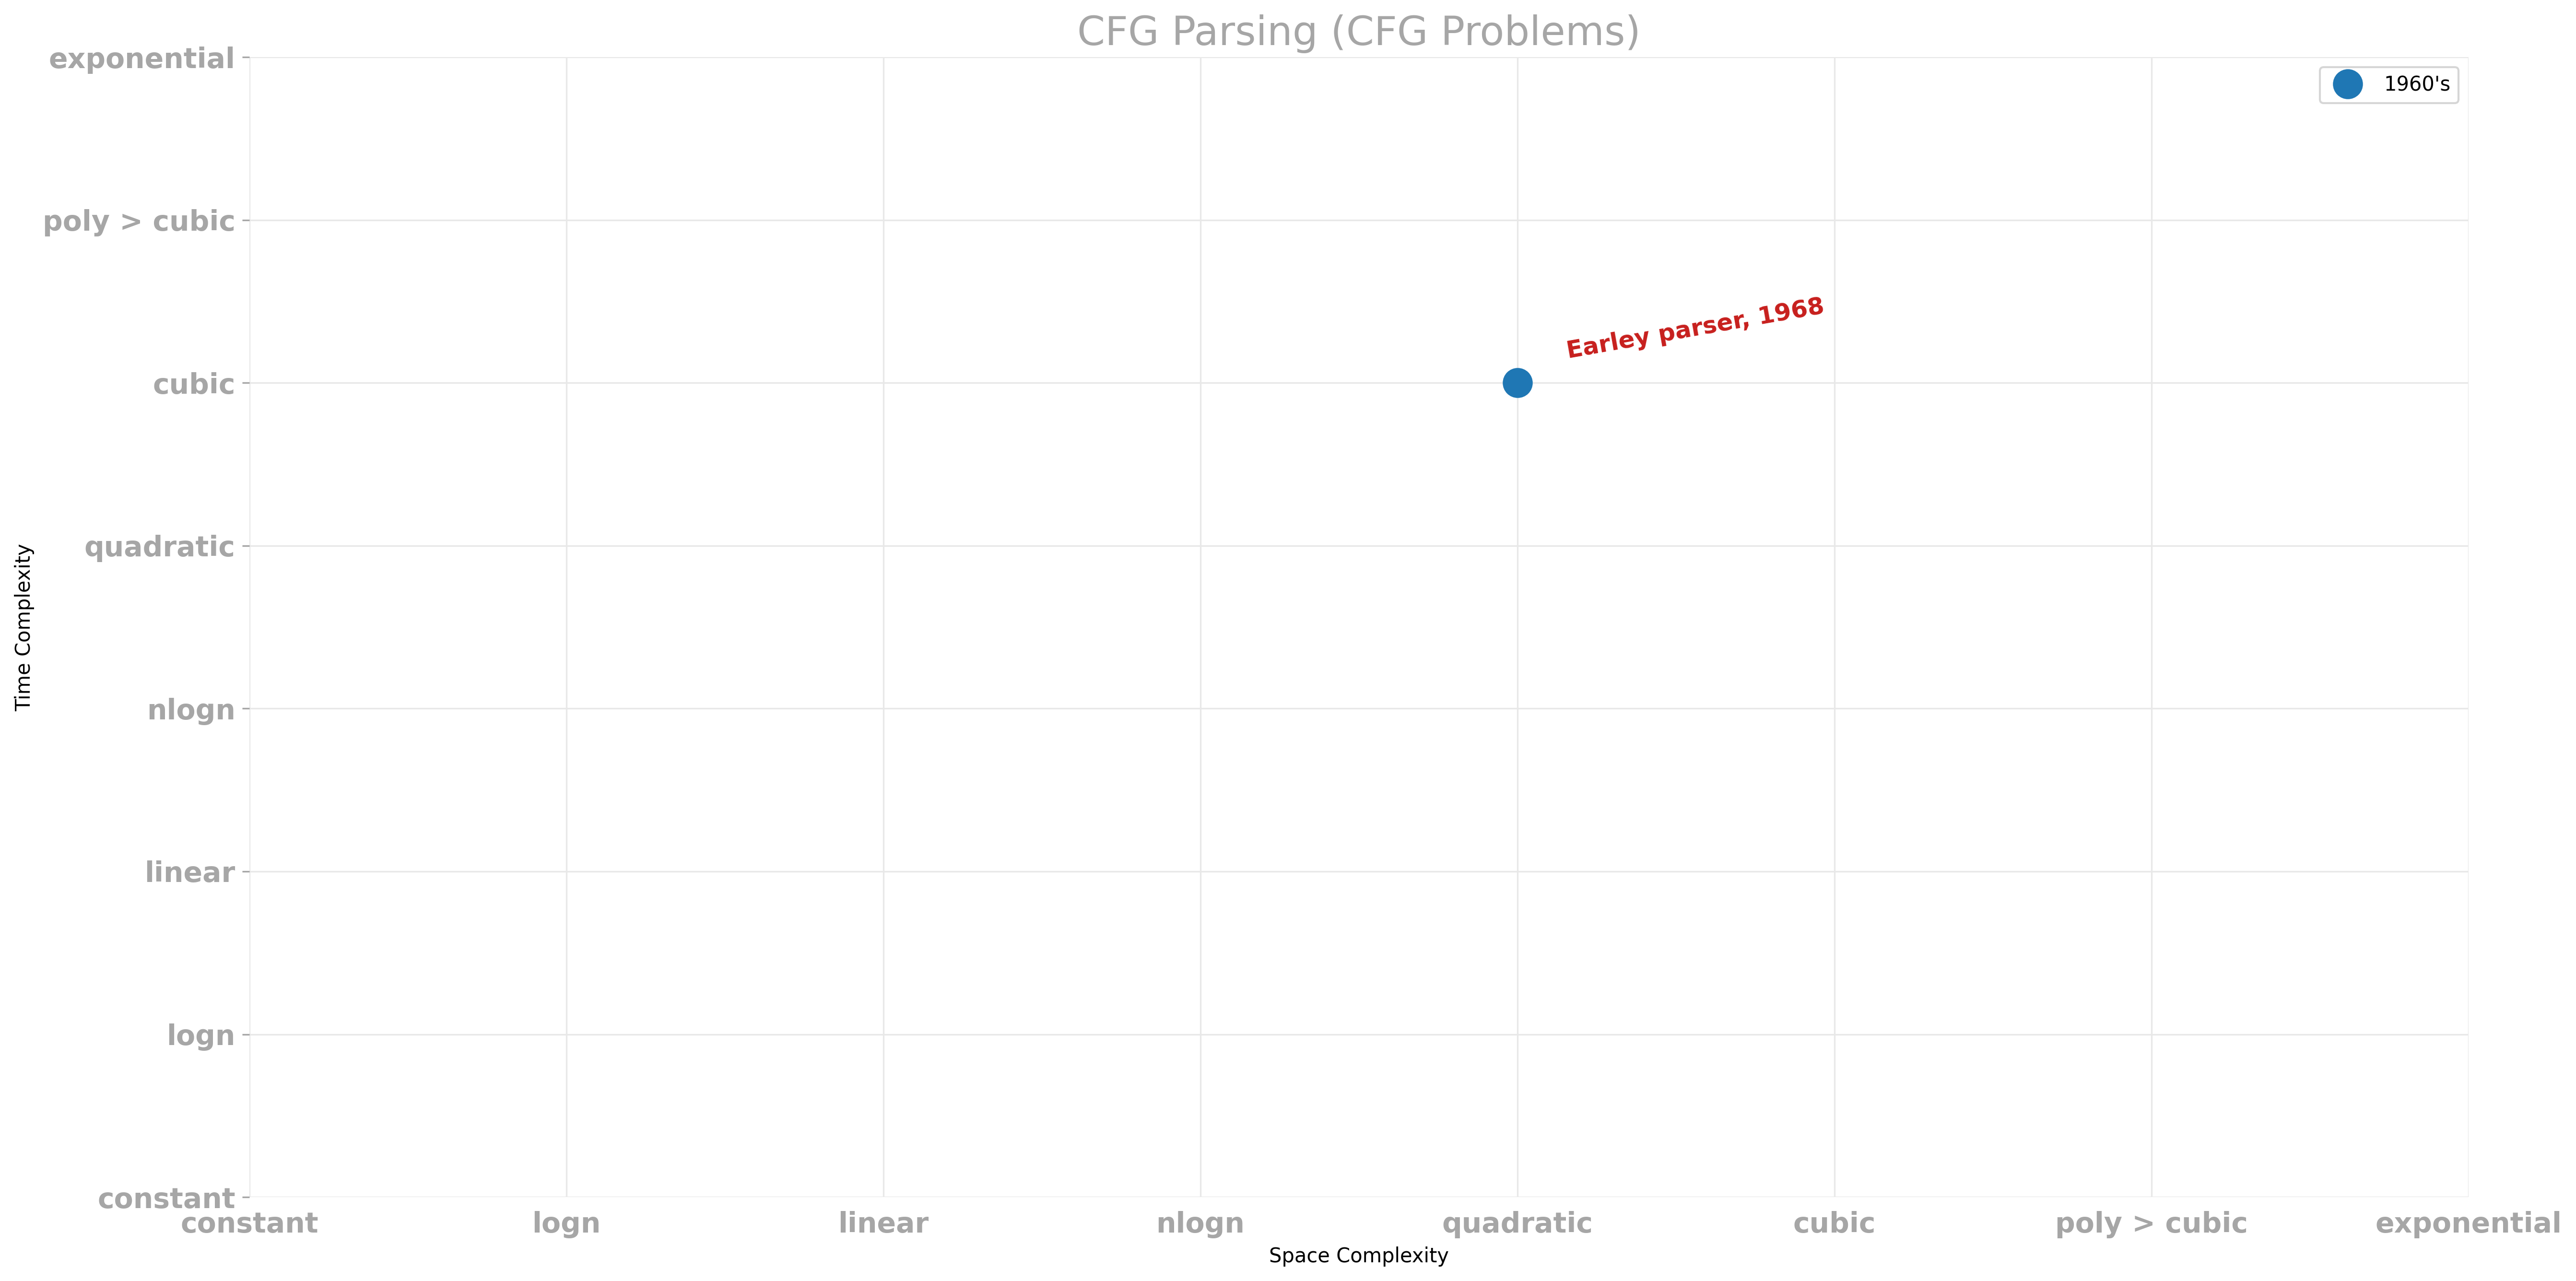 CFG Parsing (CFG Problems)
exponential
1960's
poly > cubic
Earley parser, 1968
cubic
quadratic
Time Complexity
nlogn
linear
logn
constant
constant logn linear nlogn quadratic cubic poly > cubic exponential
Space Complexity